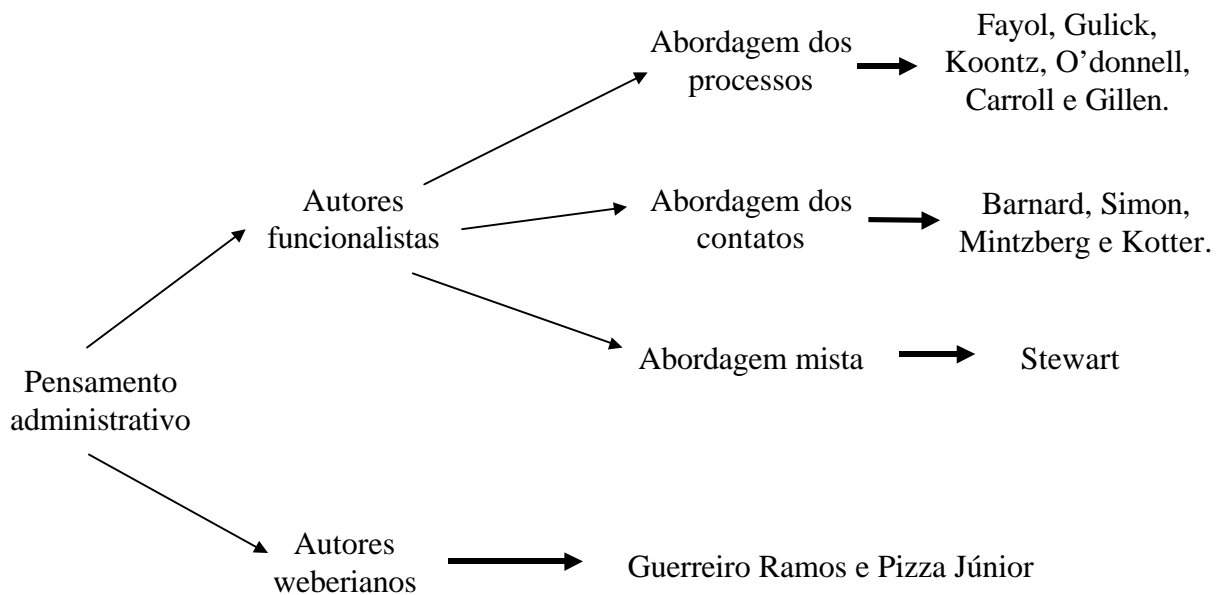 Abordagem dos
processos
Fayol, Gulick,
Koontz, O’donnell,
Carroll e Gillen.
Autores
funcionalistas
Abordagem dos
contatos
Barnard, Simon,
Mintzberg e Kotter.
Abordagem mista
Stewart
Pensamento
administrativo
Autores
weberianos
Guerreiro Ramos e Pizza Júnior